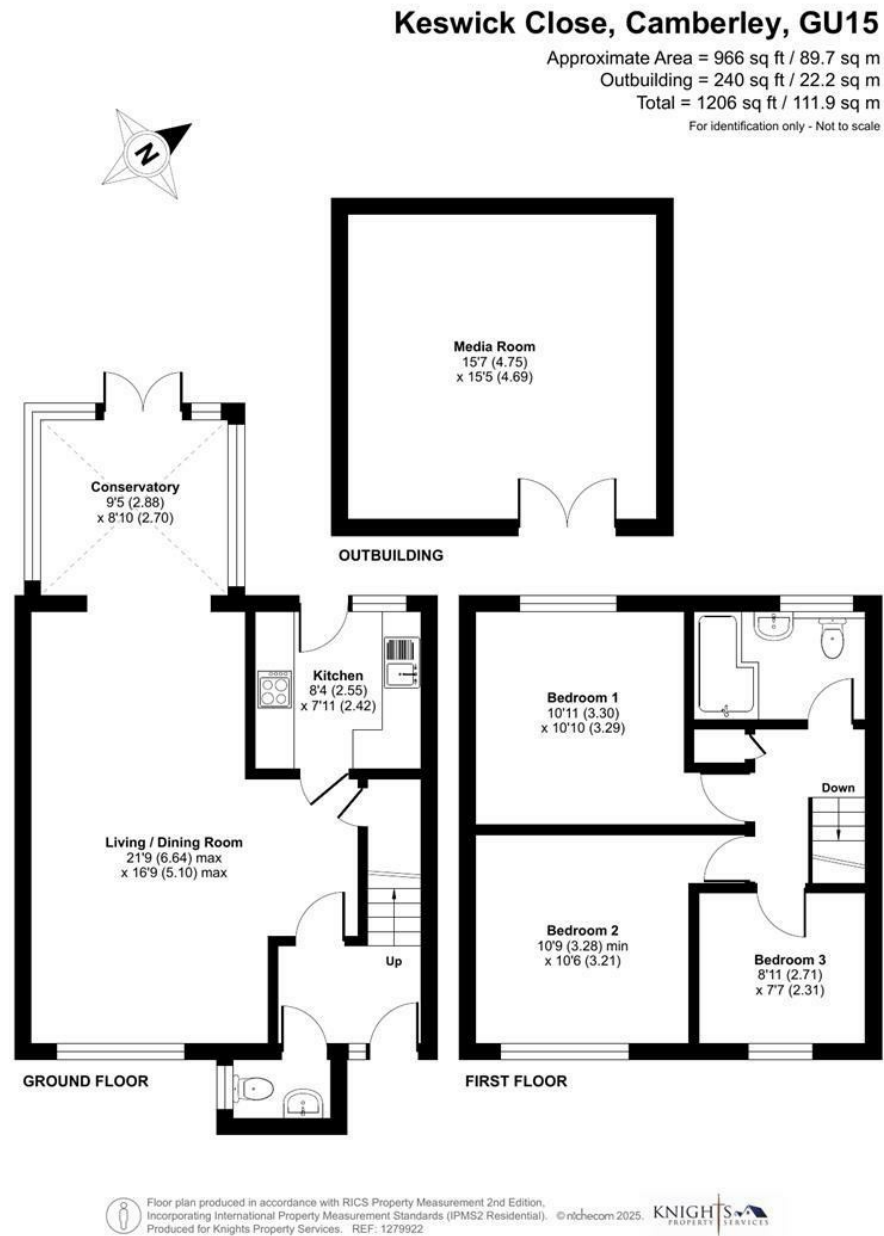 Keswick Close, Camberley, GU15
Approximate Area = 966 sq ft / 89.7 sq m
Outbuilding = 240 sq ft / 22.2 sq m
Total = 1206 sq ft / 111.9 sq m
For identification only - Not to scale
N
Media Room
15'7 (4.75)
x 15'5 (4.69)
OUTBUILDING
Conservatory
9'5 (2.88)
x 8'10 (2.70)
Kitchen
8'4 (2.55)
x 7'11 (2.42)
Living / Dining Room
21'9 (6.64) max
x 16'9 (5.10) max
Up
GROUND FLOOR
Bedroom 1
10'11 (3.30)
x 10'10 (3.29)
Down
Bedroom 2
10'9 (3.28) min
x 10'6 (3.21)
Bedroom 3
8'11 (2.71)
x 7'7 (2.31)
FIRST FLOOR
Floor plan produced in accordance with RICS Property Measurement 2nd Edition,
Incorporating International Property Measurement Standards (IPMS2 Residential). ©nichecom 2025.
Produced for Knights Property Services. REF: 1279922
KNIGHTS
PROPERTY SERVICES